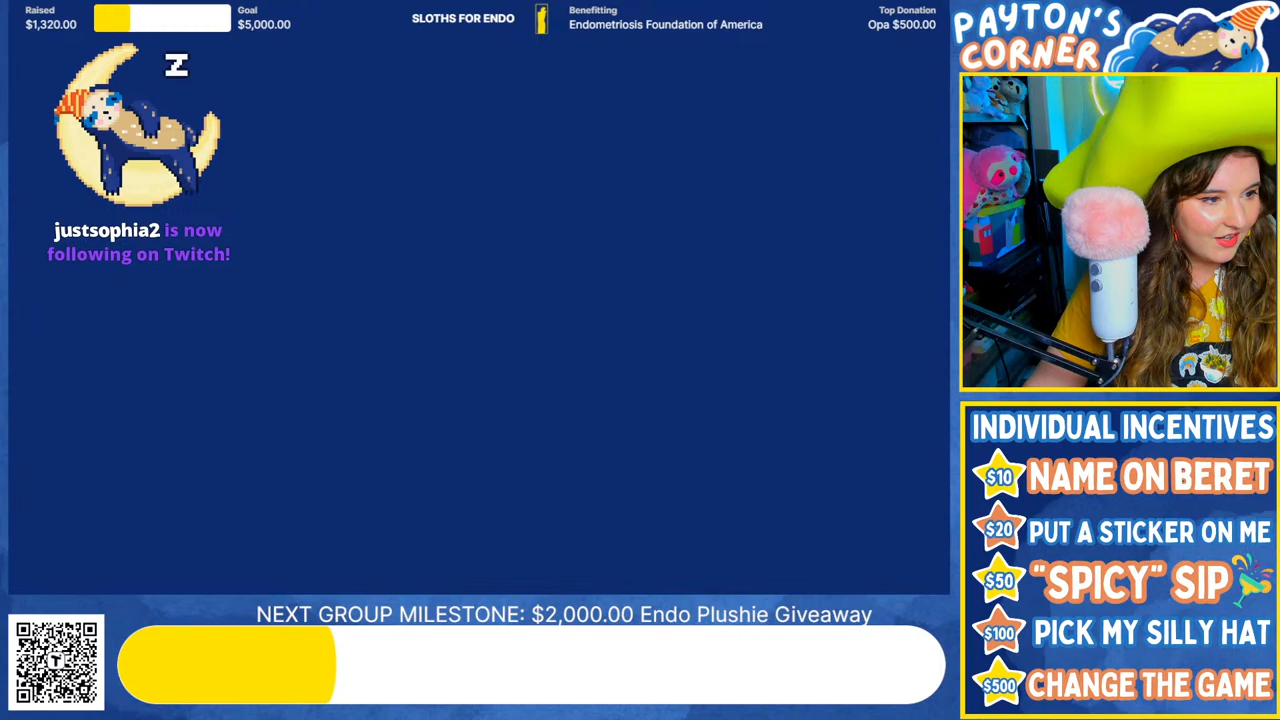 Raised
$1,320.00
Goal
$5,000.00
SLOTHS FOR ENDO
Benefitting
Endometriosis Foundation of America
Top Donation
Opa $500.00
PAYTON'S
CORNER
Z
justsophia2 is now
following on Twitch!
INDIVIDUAL INCENTIVES
$10 NAME ON BERET
$20 PUT A STICKER ON ME
$50 "SPICY" SIP
$100 PICK MY SILLY HAT
$500 CHANGE THE GAME
NEXT GROUP MILESTONE: $2,000.00 Endo Plushie Giveaway
T